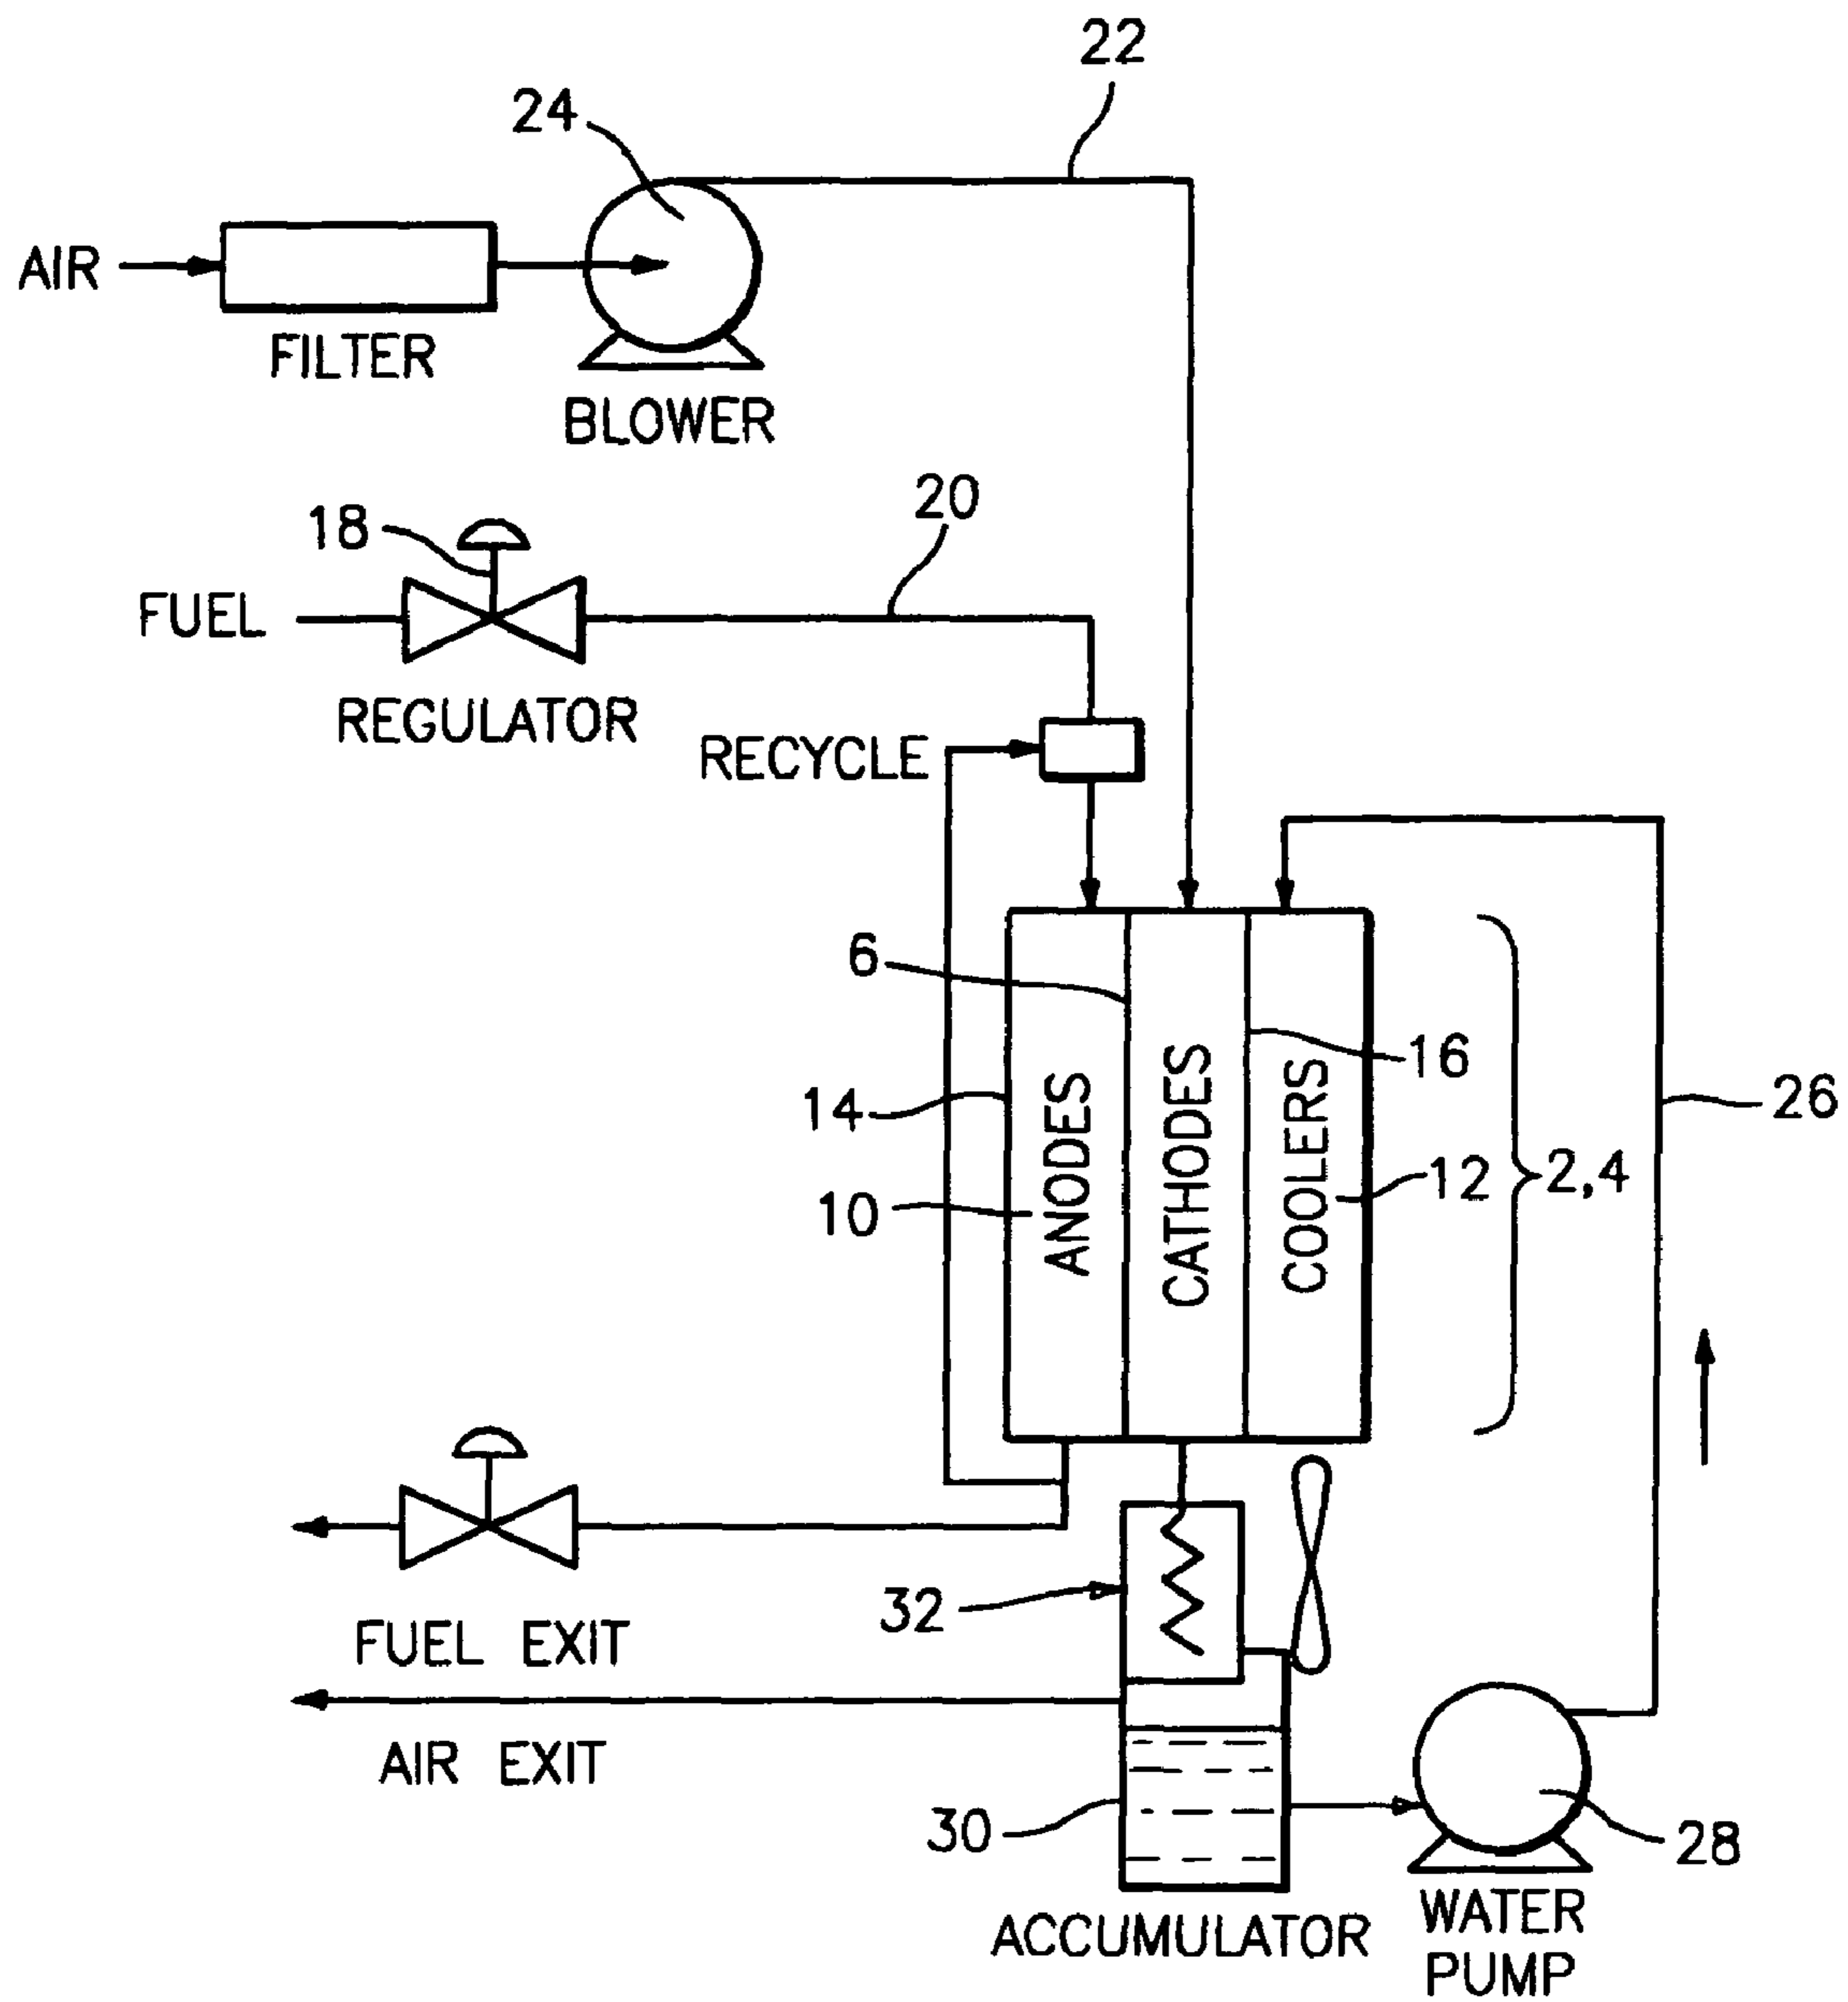 22
24
AIR
FILTER
BLOWER
20
18
FUEL
REGULATOR
RECYCLE
6
16
14
26
ANODES
CATHODES
COOLERS
12
2,4
10
32
FUEL EXIT
AIR EXIT
30
28
ACCUMULATOR
WATER
PUMP